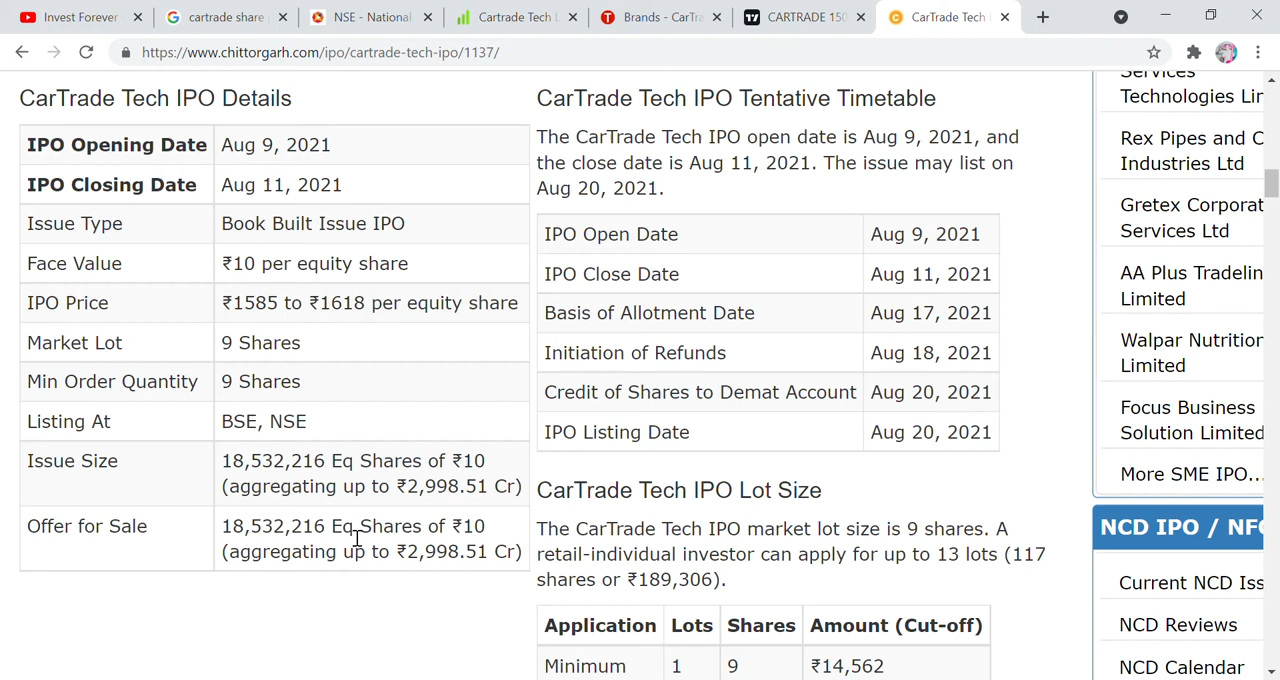 Invest Forever -
cartrade share
NSE - National
Cartrade Tech L
Brands - CarTra
CARTRADE 150
CarTrade Tech
https://www.chittorgarh.com/ipo/cartrade-tech-ipo/1137/
CarTrade Tech IPO Details
IPO Opening Date Aug 9, 2021
IPO Closing Date Aug 11, 2021
Issue Type Book Built Issue IPO
Face Value ₹10 per equity share
IPO Price ₹1585 to ₹1618 per equity share
Market Lot 9 Shares
Min Order Quantity 9 Shares
Listing At BSE, NSE
Issue Size 18,532,216 Eq Shares of ₹10
(aggregating up to ₹2,998.51 Cr)
Offer for Sale 18,532,216 Eq Shares of ₹10
(aggregating up to ₹2,998.51 Cr)
CarTrade Tech IPO Tentative Timetable
The CarTrade Tech IPO open date is Aug 9, 2021, and
the close date is Aug 11, 2021. The issue may list on
Aug 20, 2021.
IPO Open Date Aug 9, 2021
IPO Close Date Aug 11, 2021
Basis of Allotment Date Aug 17, 2021
Initiation of Refunds Aug 18, 2021
Credit of Shares to Demat Account Aug 20, 2021
IPO Listing Date Aug 20, 2021
CarTrade Tech IPO Lot Size
The CarTrade Tech IPO market lot size is 9 shares. A
retail-individual investor can apply for up to 13 lots (117
shares or ₹189,306).
Application Lots Shares Amount (Cut-off)
Minimum 1 9 ₹14,562
Services
Technologies Lir
Rex Pipes and C
Industries Ltd
Gretex Corporat
Services Ltd
AA Plus Tradelin
Limited
Walpar Nutrition
Limited
Focus Business
Solution Limited
More SME IPO...
NCD IPO / NFO
Current NCD Iss
NCD Reviews
NCD Calendar